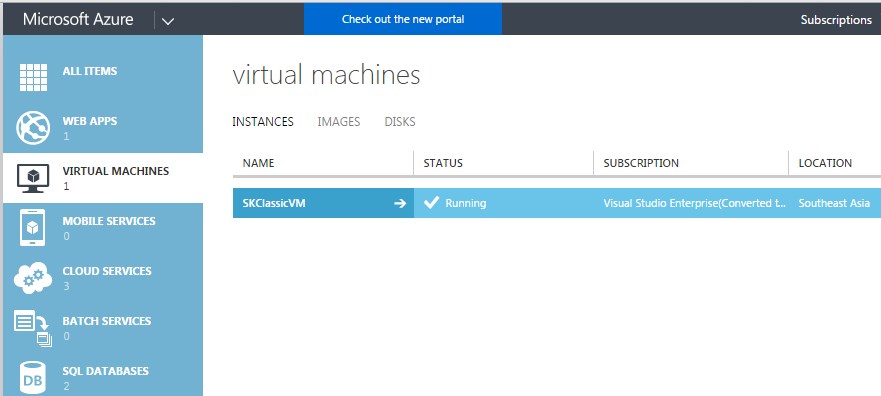 Microsoft Azure
Check out the new portal
Subscriptions
ALL ITEMS
WEB APPS
1
VIRTUAL MACHINES
1
MOBILE SERVICES
0
CLOUD SERVICES
3
BATCH SERVICES
0
SQL DATABASES
2
DB
virtual machines
INSTANCES IMAGES DISKS
NAME STATUS SUBSCRIPTION LOCATION
SKClassicVM Running Visual Studio Enterprise(Converted t... Southeast Asia